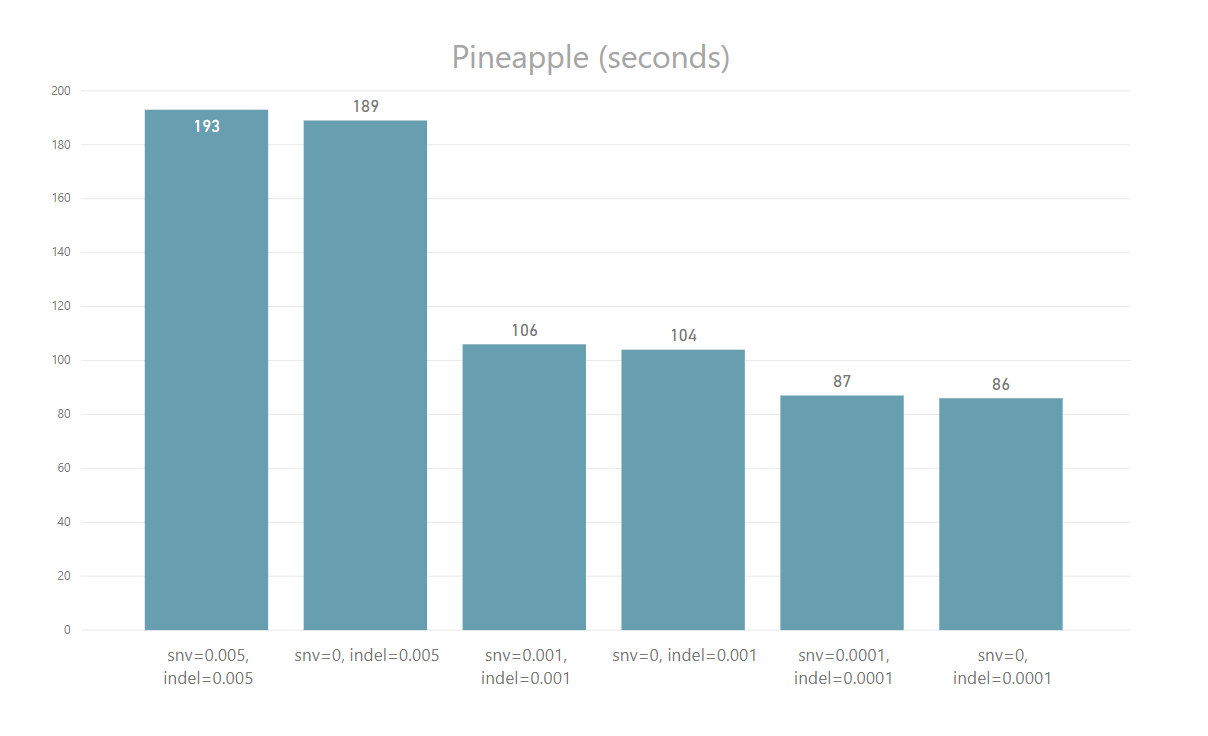 Pineapple (seconds)
200
180
160
140
120
100
80
60
40
20
0
193
189
106
104
87
86
snv=0.005,
indel=0.005
snv=0, indel=0.005
snv=0.001,
indel=0.001
snv=0, indel=0.001
snv=0.0001,
indel=0.0001
snv=0,
indel=0.0001